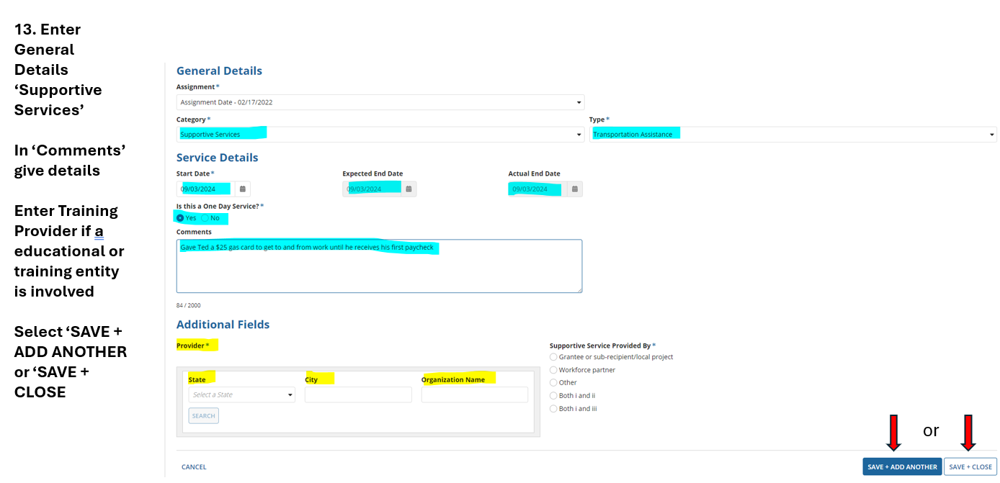 13. Enter
General
Details
‘Supportive
Services’
In ‘Comments’
give details
Enter Training
Provider if a
educational or
training entity
is involved
Select ‘SAVE +
ADD ANOTHER
or ‘SAVE +
CLOSE
General Details
Assignment *
Assignment Date - 02/17/2022
Category * Type *
Supportive Services Transportation Assistance
Service Details
Start Date * Expected End Date Actual End Date
09/03/2024 09/03/2024 09/03/2024
Is this a One Day Service? *
Yes No
Comments
Gave Ted a $25 gas card to get to and from work until he receives his first paycheck
84 / 2000
Additional Fields
Provider * Supportive Service Provided By *
Grantee or sub-recipient/local project
Workforce partner
State City Organization Name Other
Select a State Both i and ii
Both i and iii
SEARCH
or
CANCEL SAVE + ADD ANOTHER SAVE + CLOSE